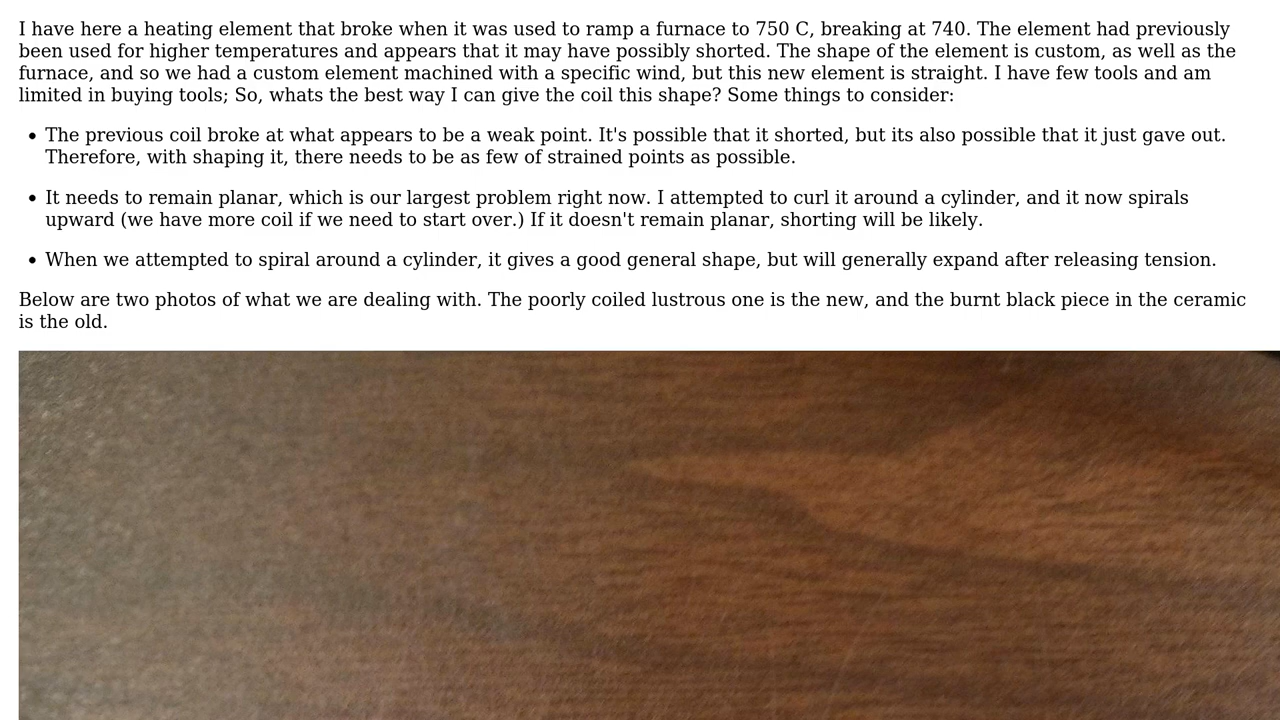 I have here a heating element that broke when it was used to ramp a furnace to 750 C, breaking at 740. The element had previously
been used for higher temperatures and appears that it may have possibly shorted. The shape of the element is custom, as well as the
furnace, and so we had a custom element machined with a specific wind, but this new element is straight. I have few tools and am
limited in buying tools; So, whats the best way I can give the coil this shape? Some things to consider:
• The previous coil broke at what appears to be a weak point. It's possible that it shorted, but its also possible that it just gave out.
Therefore, with shaping it, there needs to be as few of strained points as possible.
• It needs to remain planar, which is our largest problem right now. I attempted to curl it around a cylinder, and it now spirals
upward (we have more coil if we need to start over.) If it doesn't remain planar, shorting will be likely.
• When we attempted to spiral around a cylinder, it gives a good general shape, but will generally expand after releasing tension.
Below are two photos of what we are dealing with. The poorly coiled lustrous one is the new, and the burnt black piece in the ceramic
is the old.